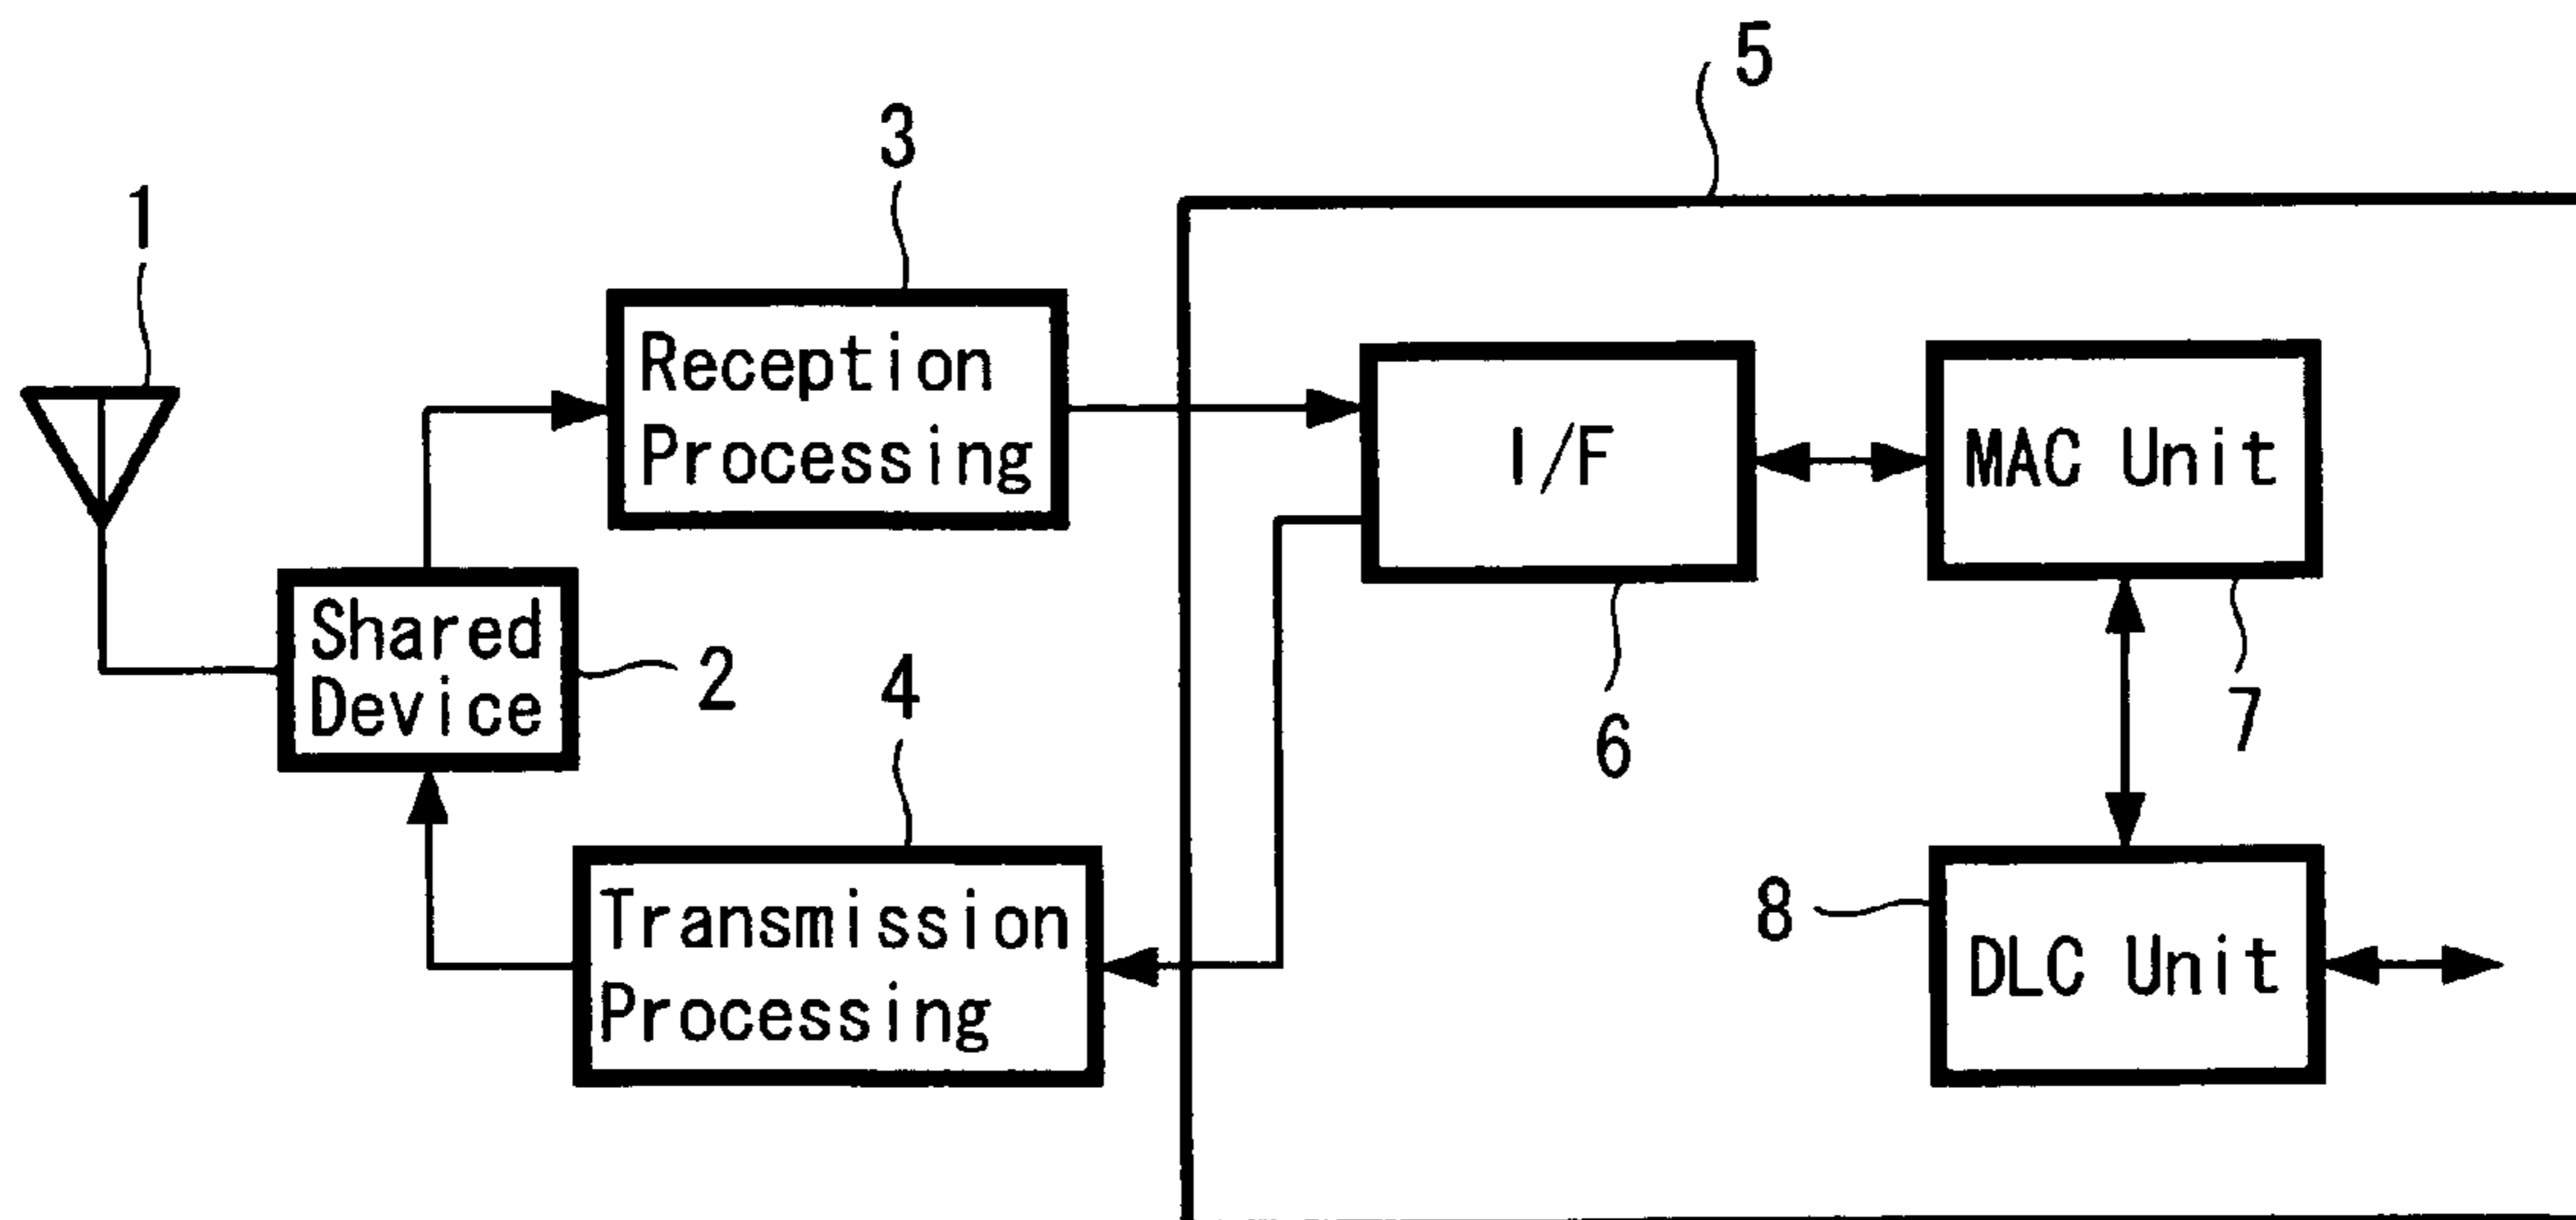 5
3
1
Reception
Processing
I/F
MAC Unit
Shared
Device
2
4
6
7
Transmission
Processing
8
DLC Unit